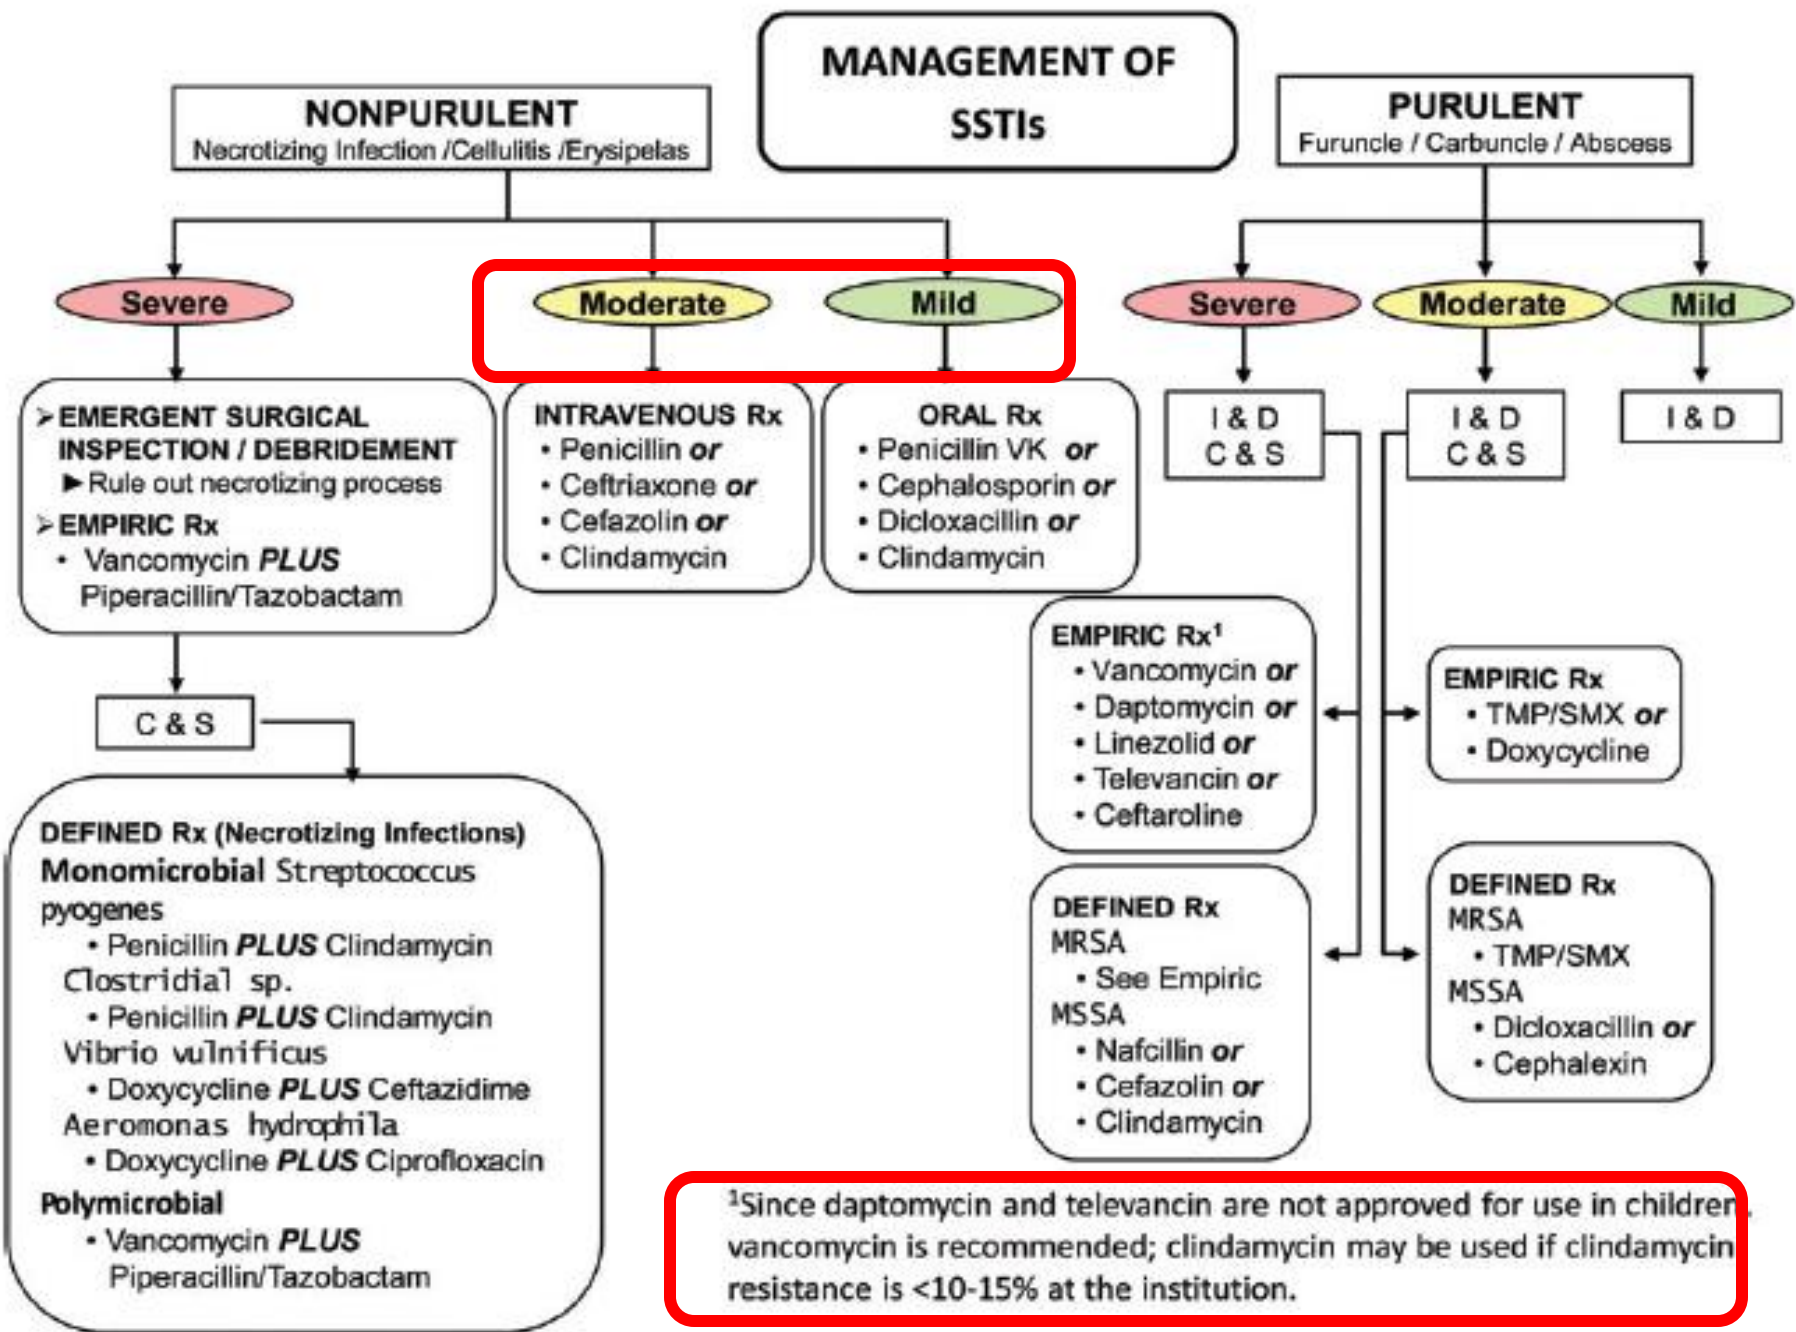 MANAGEMENT OF
SSTIs
NONPURULENT
Necrotizing Infection /Cellulitis /Erysipelas
Severe
Moderate
Mild
➢EMERGENT SURGICAL
INSPECTION / DEBRIDEMENT
►Rule out necrotizing process
➢EMPIRIC Rx
• Vancomycin PLUS
Piperacillin/Tazobactam
C & S
DEFINED Rx (Necrotizing Infections)
Monomicrobial Streptococcus
pyogenes
• Penicillin PLUS Clindamycin
Clostridial sp.
• Penicillin PLUS Clindamycin
Vibrio vulnificus
• Doxycycline PLUS Ceftazidime
Aeromonas hydrophila
• Doxycycline PLUS Ciprofloxacin
Polymicrobial
• Vancomycin PLUS
Piperacillin/Tazobactam
INTRAVENOUS Rx
• Penicillin or
• Ceftriaxone or
• Cefazolin or
• Clindamycin
ORAL Rx
• Penicillin VK or
• Cephalosporin or
• Dicloxacillin or
• Clindamycin
PURULENT
Furuncle / Carbuncle / Abscess
Severe
Moderate
Mild
I & D
C & S
I & D
C & S
I & D
EMPIRIC Rx¹
• Vancomycin or
• Daptomycin or
• Linezolid or
• Televancin or
• Ceftaroline
DEFINED Rx
MRSA
• See Empiric
MSSA
• Nafcillin or
• Cefazolin or
• Clindamycin
EMPIRIC Rx
• TMP/SMX or
• Doxycycline
DEFINED Rx
MRSA
• TMP/SMX
MSSA
• Dicloxacillin or
• Cephalexin
¹Since daptomycin and televancin are not approved for use in children,
vancomycin is recommended; clindamycin may be used if clindamycin
resistance is <10-15% at the institution.